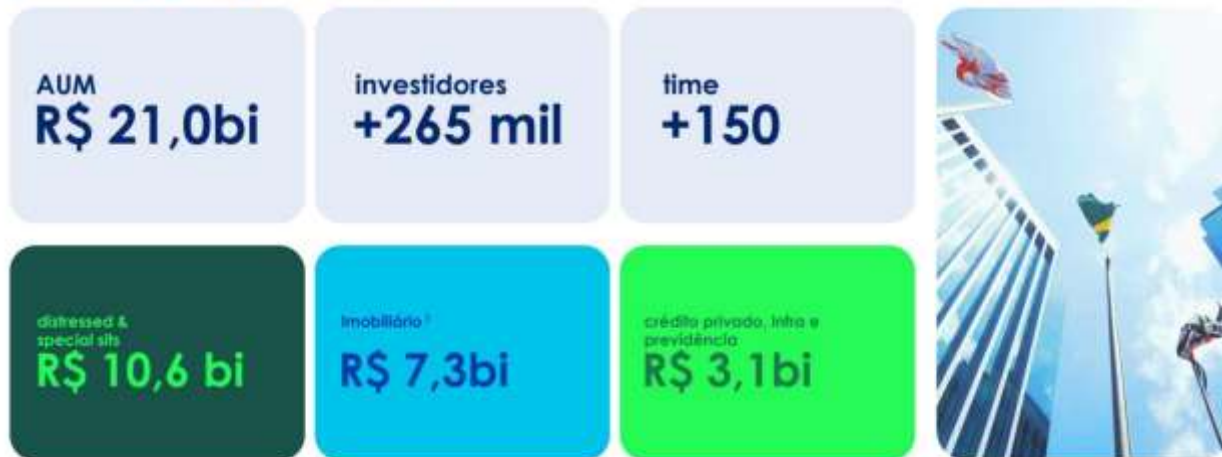 AUM
R$ 21,0bi
investidores
+265 mil
time
+150
distressed &
special sits
R$ 10,6 bi
Imobiliário
R$ 7,3bi
crédito privado, infra e
previdência
R$ 3,1bi